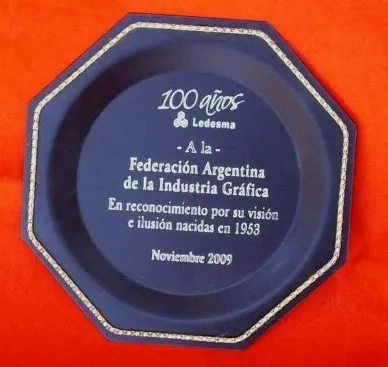 100 años
Ledesma
- A la -
Federación Argentina
de la Industria Gráfica
En reconocimiento por su visión
e ilusión nacidas en 1953
Noviembre 2009